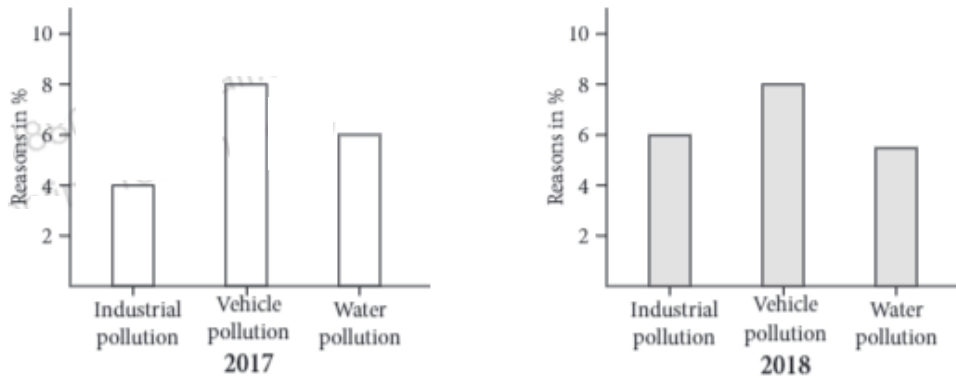 10
8
6
4
2
Reasons in %
Industrial pollution
Vehicle pollution
Water pollution
2017
10
8
6
4
2
Reasons in %
Industrial pollution
Vehicle pollution
Water pollution
2018